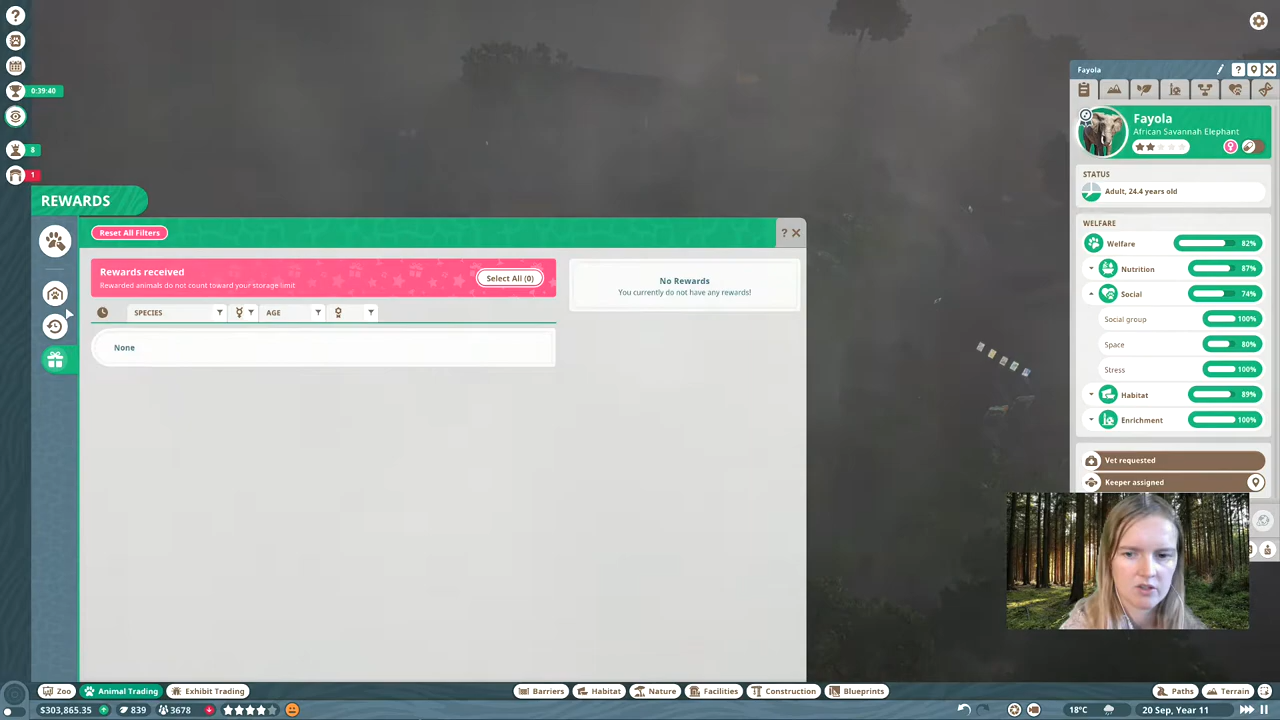 ?
0:39:40
8
1
REWARDS
Reset All Filters
?
Rewards received
Rewarded animals do not count toward your storage limit
Select All (0)
SPECIES
AGE
None
No Rewards
You currently do not have any rewards!
Fayola
?
Fayola
African Savannah Elephant
STATUS
Adult, 24.4 years old
WELFARE
Welfare 82%
Nutrition 87%
Social 74%
Social group 100%
Space 80%
Stress 100%
Habitat 89%
Enrichment 100%
Vet requested
Keeper assigned
Zoo
Animal Trading
Exhibit Trading
Barriers
Habitat
Nature
Facilities
Construction
Blueprints
Paths
Terrain
$303,865.35
839
3678
18°C
20 Sep, Year 11